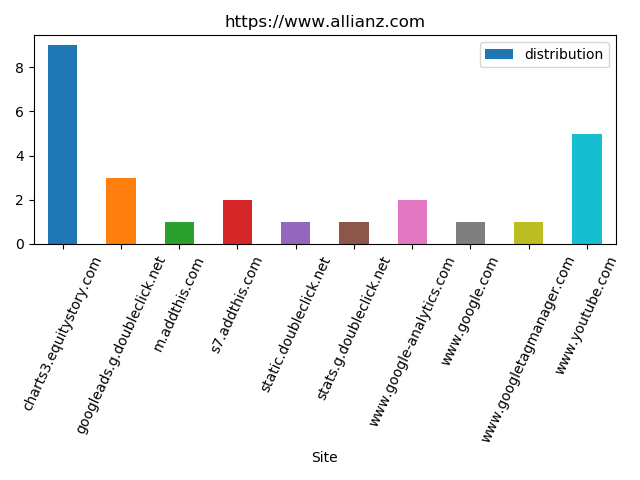 https://www.allianz.com
distribution
8
6
4
2
0
charts3.equitystory.com
googleads.g.doubleclick.net
m.addthis.com
s7.addthis.com
static.doubleclick.net
stats.g.doubleclick.net
www.google-analytics.com
www.google.com
www.googletagmanager.com
www.youtube.com
Site